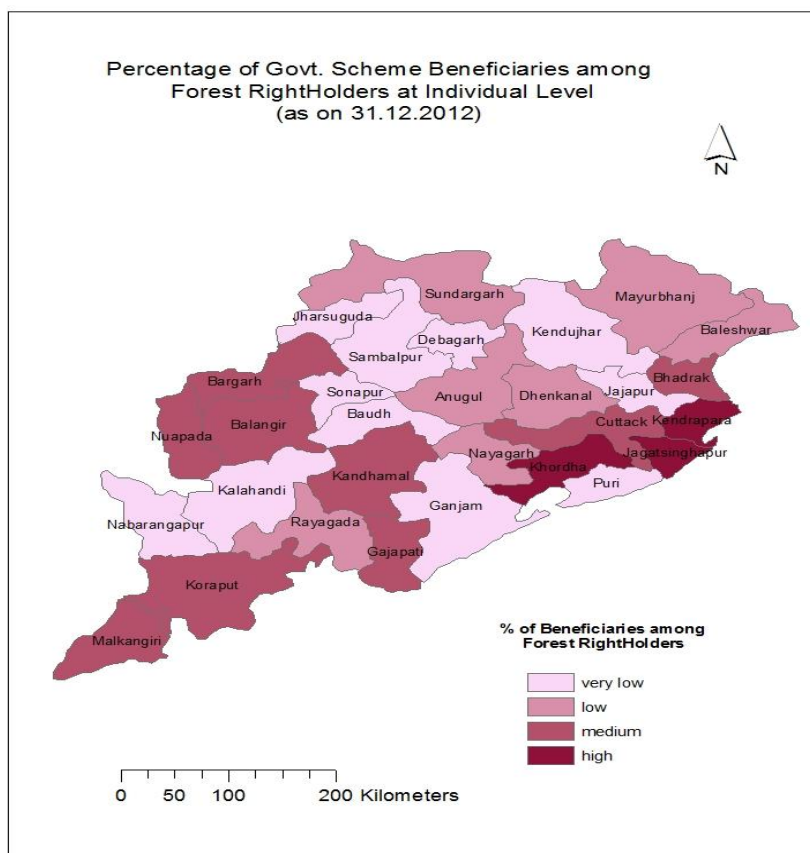 Percentage of Govt. Scheme Beneficiaries among
Forest RightHolders at Individual Level
(as on 31.12.2012)
N
Sundargarh
Mayurbhanj
Jharsuguda
Baleshwar
Kendujhar
Debagarh
Sambalpur
Bargarh
Bhadrak
Sonapur
Anugul
Dhenkanal
Jajapur
Baudh
Cuttack
Kendrapara
Nuapada
Balangir
Nayagarh
Khordha
Jagatsinghapur
Kandhamal
Puri
Kalahandi
Ganjam
Nabarangapur
Rayagada
Gajapati
Koraput
Malkangiri
% of Beneficiaries among
Forest RightHolders
very low
low
medium
high
0 50 100 200 Kilometers